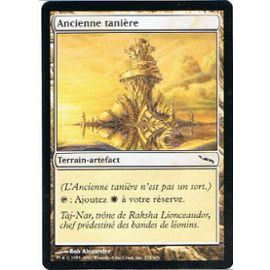 Ancienne tanière
Terrain-artefact
(L'Ancienne tanière n'est pas un sort.)
: Ajoutez à votre réserve.
Taj-Nar, trône de Raksha Lionceaudor,
chef prédestiné des bandes de léonins.
Rob Alexander